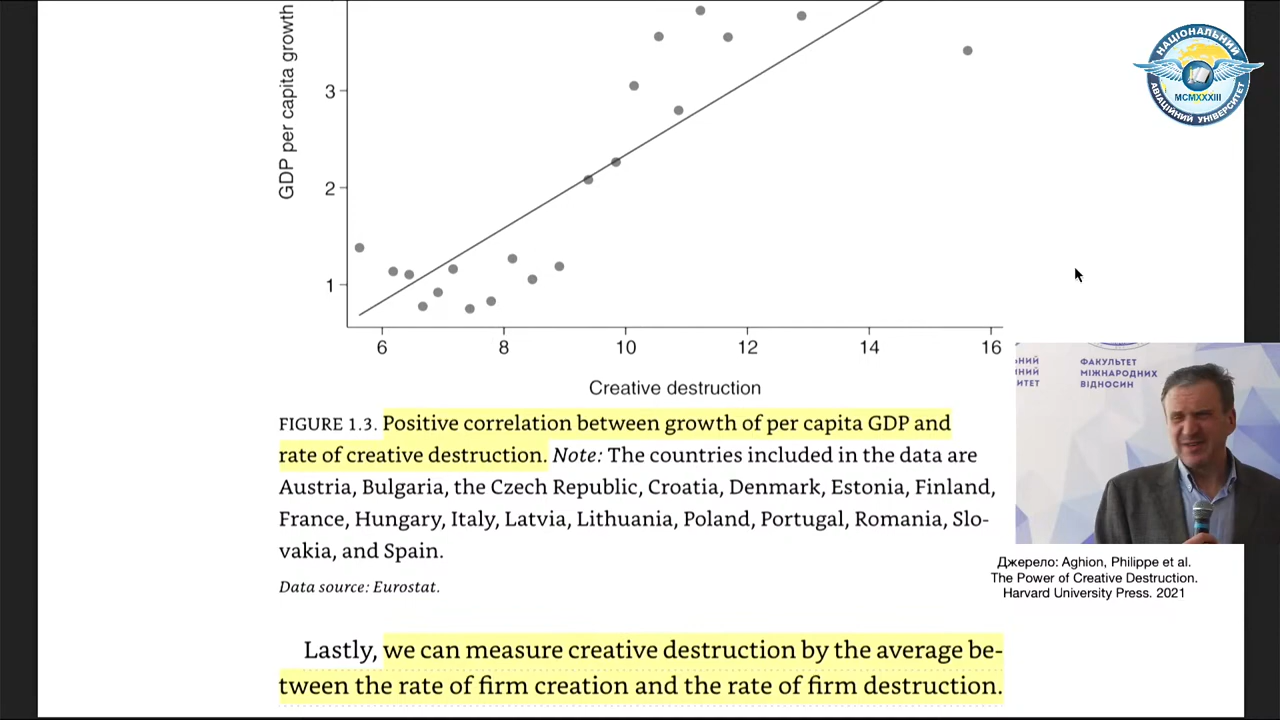 GDP per capita growth
3
2
1
6 8 10 12 14 16
Creative destruction
FIGURE 1.3. Positive correlation between growth of per capita GDP and
rate of creative destruction. Note: The countries included in the data are
Austria, Bulgaria, the Czech Republic, Croatia, Denmark, Estonia, Finland,
France, Hungary, Italy, Latvia, Lithuania, Poland, Portugal, Romania, Slo-
vakia, and Spain.
Data source: Eurostat.
Lastly, we can measure creative destruction by the average be-
tween the rate of firm creation and the rate of firm destruction.
НАЦІОНАЛЬНИЙ
АВІАЦІЙНИЙ УНІВЕРСИТЕТ
MCMXXXIII
ФАКУЛЬТЕТ
МІЖНАРОДНИХ
ВІДНОСИН
Джерело: Aghion, Philippe et al.
The Power of Creative Destruction.
Harvard University Press. 2021